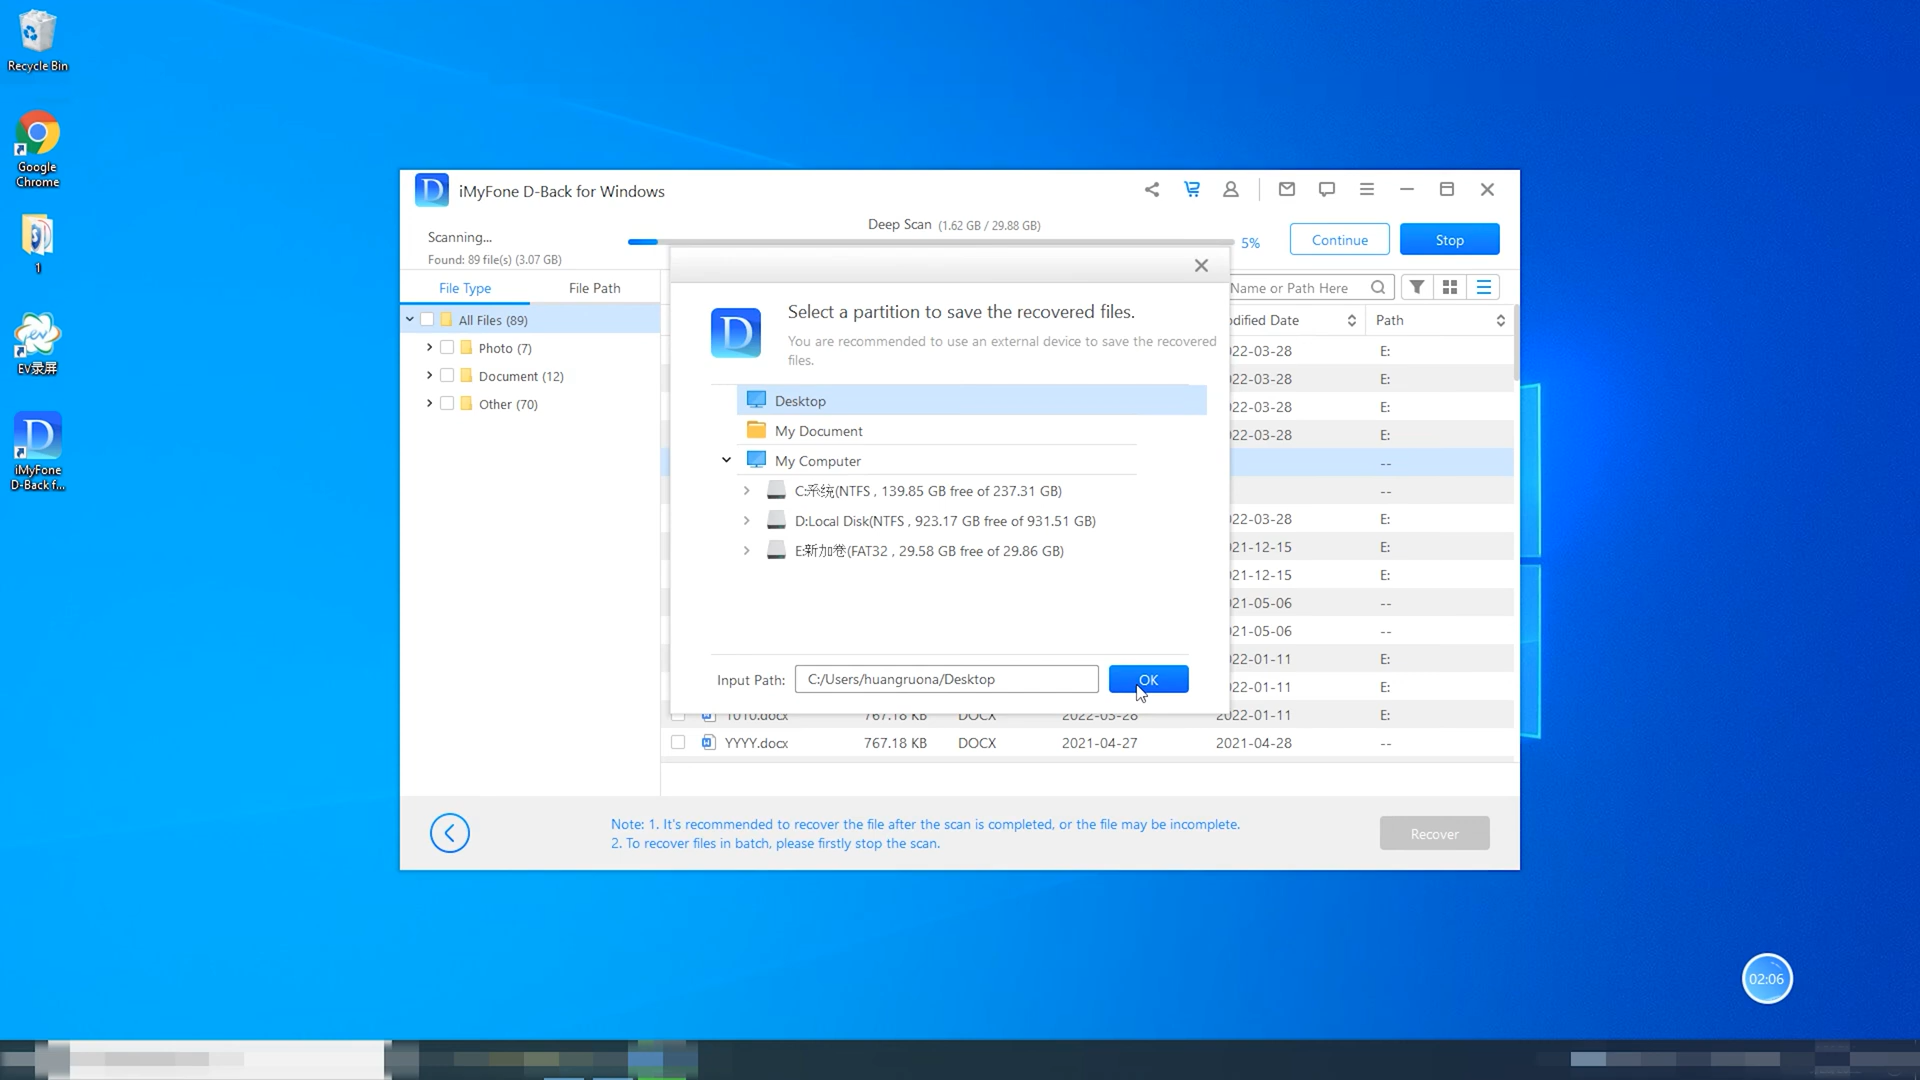 Recycle Bin
Google
Chrome
1
EV录屏
iMyFone
D-Back f...
iMyFone D-Back for Windows
Scanning...
Found: 89 file(s) (3.07 GB)
Deep Scan (1.62 GB / 29.88 GB)
5%
Continue
Stop
File Type
File Path
Name or Path Here
All Files (89)
Photo (7)
Document (12)
Other (70)
Select a partition to save the recovered files.
You are recommended to use an external device to save the recovered
files.
Desktop
My Document
My Computer
C:系统(NTFS , 139.85 GB free of 237.31 GB)
D:Local Disk(NTFS , 923.17 GB free of 931.51 GB)
E:新加卷(FAT32 , 29.58 GB free of 29.86 GB)
Input Path: C:/Users/huangruona/Desktop
OK
dified Date Path
22-03-28 E:
22-03-28 E:
22-03-28 E:
22-03-28 E:
--
--
22-03-28 E:
21-12-15 E:
21-12-15 E:
21-05-06 --
21-05-06 --
22-01-11 E:
22-01-11 E:
1010.docx 767.18 KB DOCX 2022-03-28 2022-01-11 E:
YYYY.docx 767.18 KB DOCX 2021-04-27 2021-04-28 --
Note: 1. It's recommended to recover the file after the scan is completed, or the file may be incomplete.
2. To recover files in batch, please firstly stop the scan.
Recover
02:06